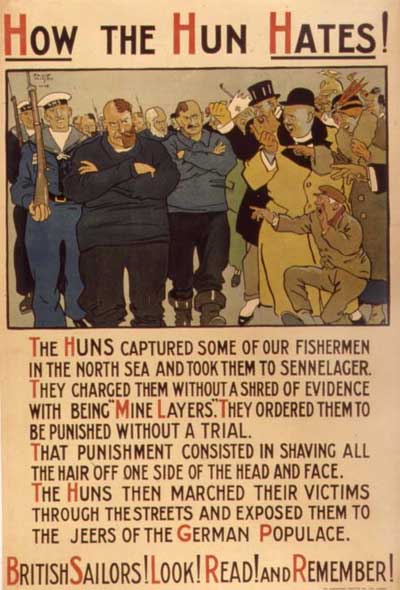 HOW THE HUN HATES!
THE HUNS CAPTURED SOME OF OUR FISHERMEN
IN THE NORTH SEA AND TOOK THEM TO SENNELAGER.
THEY CHARGED THEM WITHOUT A SHRED OF EVIDENCE
WITH BEING "MINE LAYERS". THEY ORDERED THEM TO
BE PUNISHED WITHOUT A TRIAL.
THAT PUNISHMENT CONSISTED IN SHAVING ALL
THE HAIR OFF ONE SIDE OF THE HEAD AND FACE.
THE HUNS THEN MARCHED THEIR VICTIMS
THROUGH THE STREETS AND EXPOSED THEM TO
THE JEERS OF THE GERMAN POPULACE.
BRITISH SAILORS! LOOK! READ! AND REMEMBER!